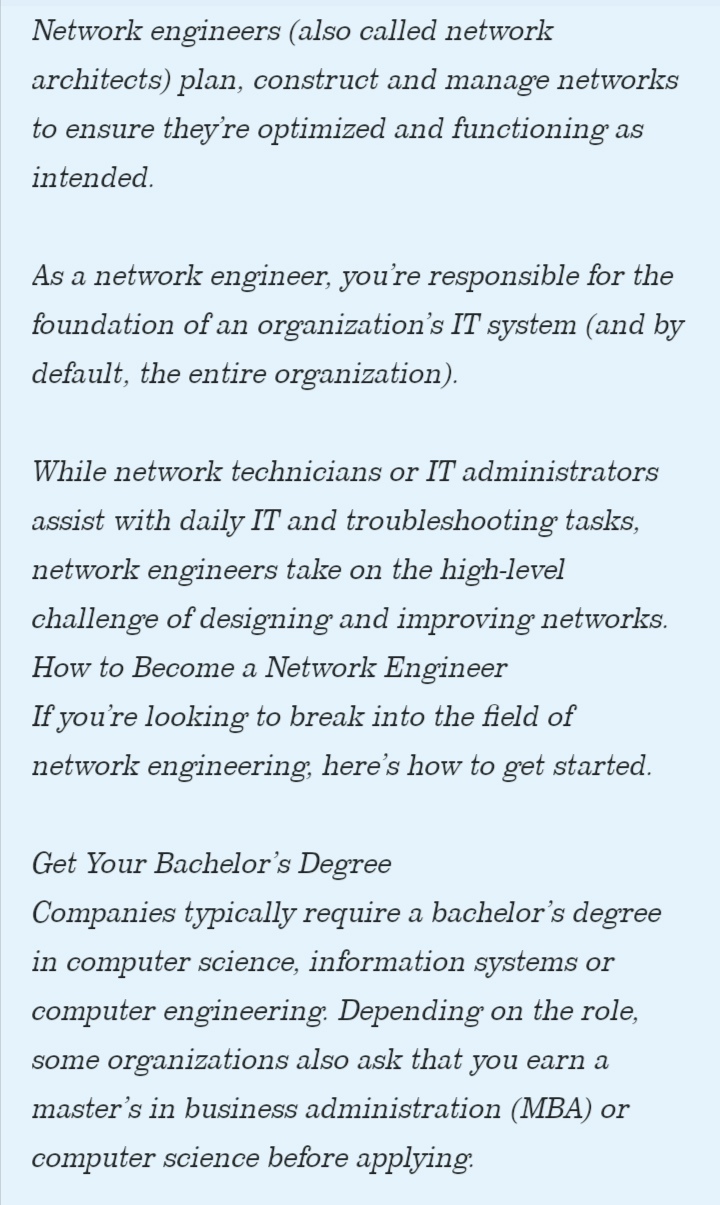 Network engineers (also called network
architects) plan, construct and manage networks
to ensure they’re optimized and functioning as
intended.
As a network engineer, you’re responsible for the
foundation of an organization’s IT system (and by
default, the entire organization).
While network technicians or IT administrators
assist with daily IT and troubleshooting tasks,
network engineers take on the high-level
challenge of designing and improving networks.
How to Become a Network Engineer
If you’re looking to break into the field of
network engineering, here’s how to get started.
Get Your Bachelor’s Degree
Companies typically require a bachelor’s degree
in computer science, information systems or
computer engineering. Depending on the role,
some organizations also ask that you earn a
master’s in business administration (MBA) or
computer science before applying.